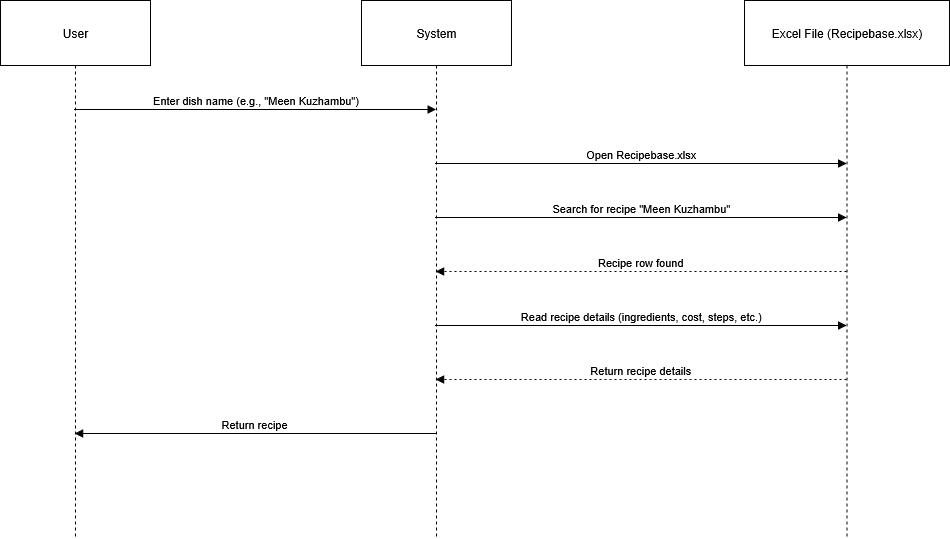 User
System
Excel File (Recipebase.xlsx)
Enter dish name (e.g., "Meen Kuzhambu")
Open Recipebase.xlsx
Search for recipe "Meen Kuzhambu"
Recipe row found
Read recipe details (ingredients, cost, steps, etc.)
Return recipe details
Return recipe